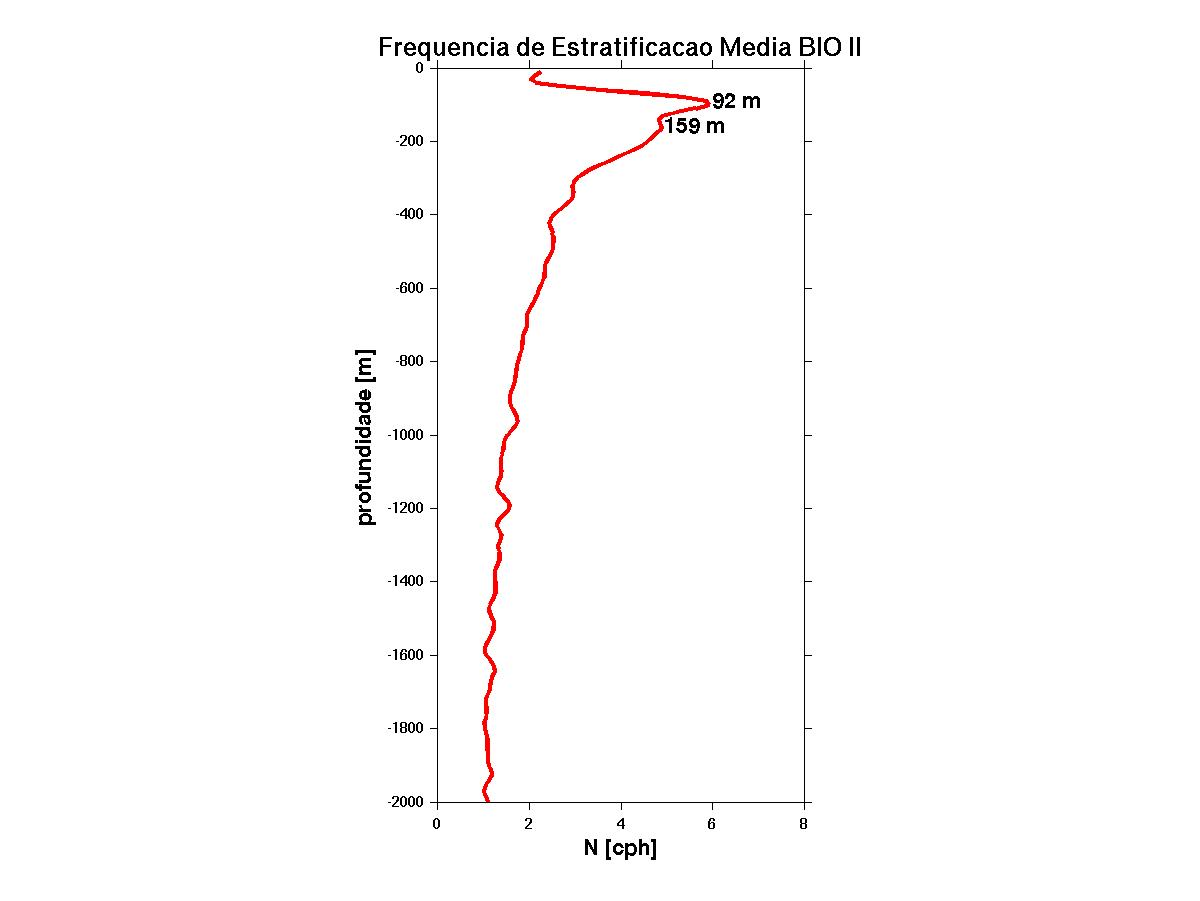 Frequencia de Estratificacao Media BIO II
0
92 m
159 m
-200
-400
-600
-800
-1000
-1200
-1400
-1600
-1800
-2000
profundidade [m]
0 2 4 6 8
N [cph]